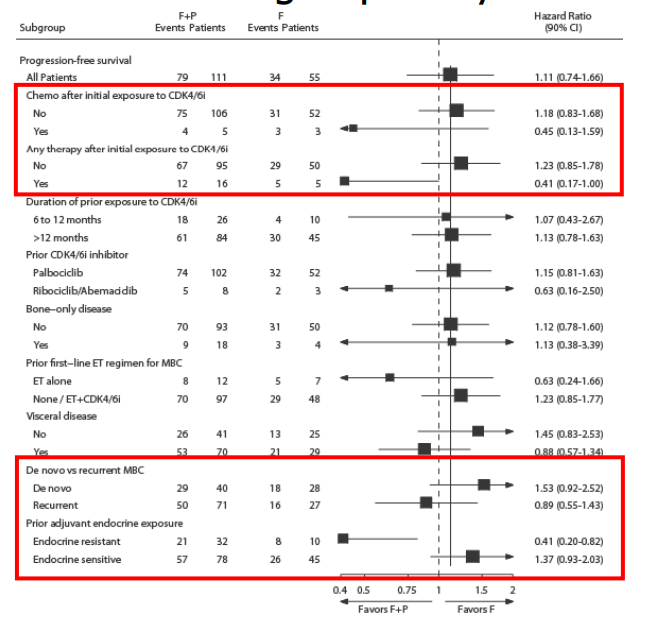 F+P F Hazard Ratio
Subgroup Events Patients Events Patients (90% CI)
Progression-free survival
All Patients 79 111 34 55 1.11 (0.74-1.66)
Chemo after initial exposure to CDK4/6i
No 75 106 31 52 1.18 (0.83-1.68)
Yes 4 5 3 3 0.45 (0.13-1.59)
Any therapy after initial exposure to CDK4/6i
No 67 95 29 50 1.23 (0.85-1.78)
Yes 12 16 5 5 0.41 (0.17-1.00)
Duration of prior exposure to CDK4/6i
6 to 12 months 18 26 4 10 1.07 (0.43-2.67)
>12 months 61 84 30 45 1.13 (0.78-1.63)
Prior CDK4/6i inhibitor
Palbociclib 74 102 32 52 1.15 (0.81-1.63)
Ribociclib/Abemaciclib 5 8 2 3 0.63 (0.16-2.50)
Bone-only disease
No 70 93 31 50 1.12 (0.78-1.60)
Yes 9 18 3 4 1.13 (0.38-3.39)
Prior first-line ET regimen for MBC
ET alone 8 12 5 7 0.63 (0.24-1.66)
None / ET+CDK4/6i 70 97 29 48 1.23 (0.85-1.77)
Visceral disease
No 26 41 13 25 1.45 (0.83-2.53)
Yes 53 70 21 29 0.88 (0.57-1.34)
De novo vs recurrent MBC
De novo 29 40 18 28 1.53 (0.92-2.52)
Recurrent 50 71 16 27 0.89 (0.55-1.43)
Prior adjuvant endocrine exposure
Endocrine resistant 21 32 8 10 0.41 (0.20-0.82)
Endocrine sensitive 57 78 26 45 1.37 (0.93-2.03)
0.4 0.5 0.75 1 1.5 2
Favors F+P Favors F